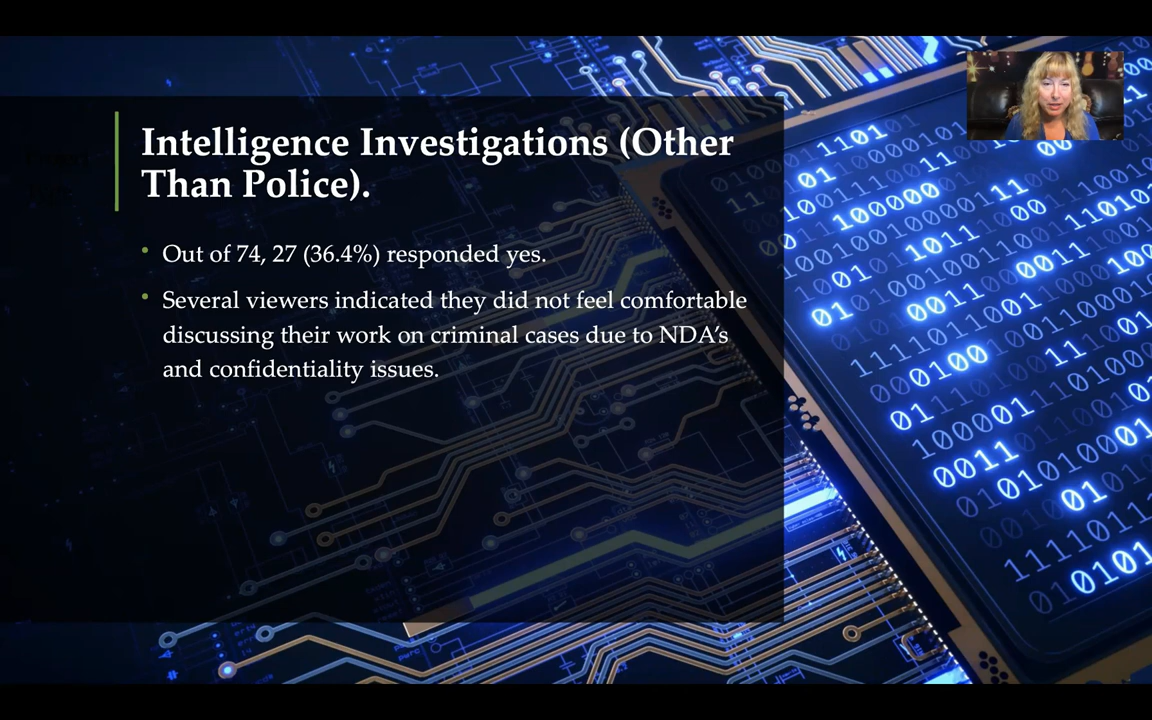 Intelligence Investigations (Other
Than Police).
• Out of 74, 27 (36.4%) responded yes.
• Several viewers indicated they did not feel comfortable
discussing their work on criminal cases due to NDA’s
and confidentiality issues.